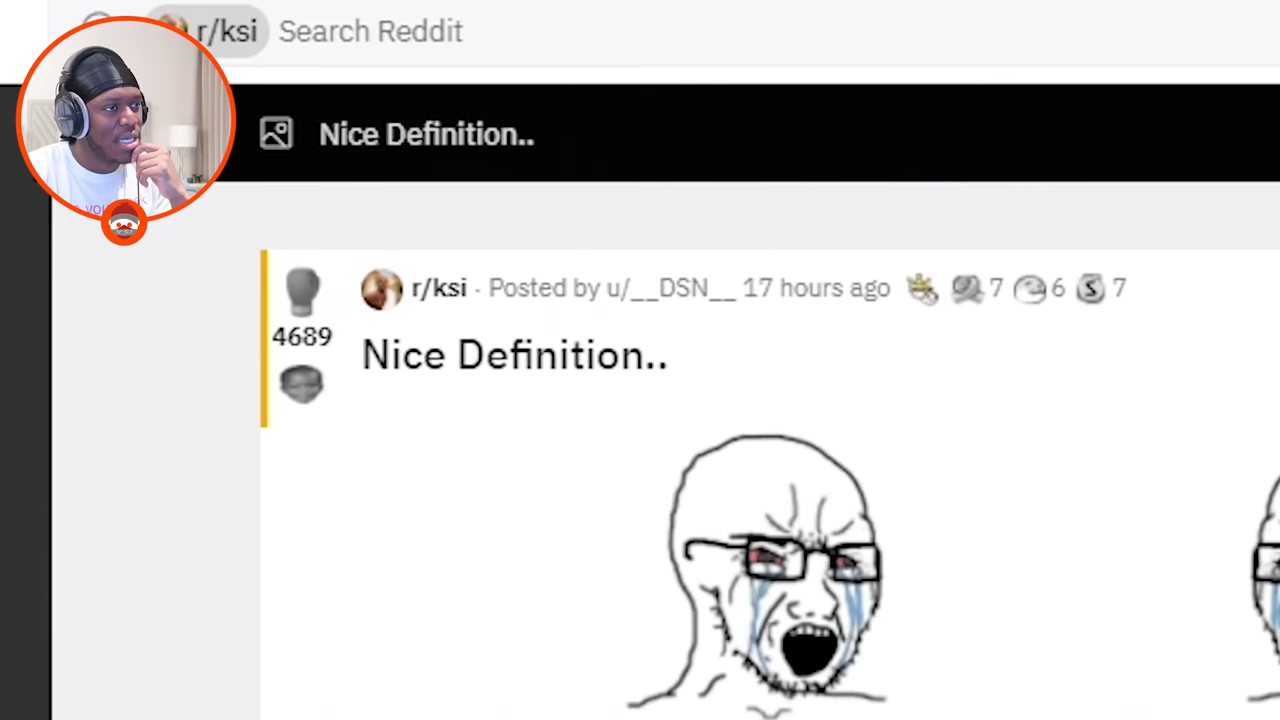 r/ksi Search Reddit
Nice Definition..
r/ksi · Posted by u/__DSN__ 17 hours ago 7 6 S 7
4689
Nice Definition..